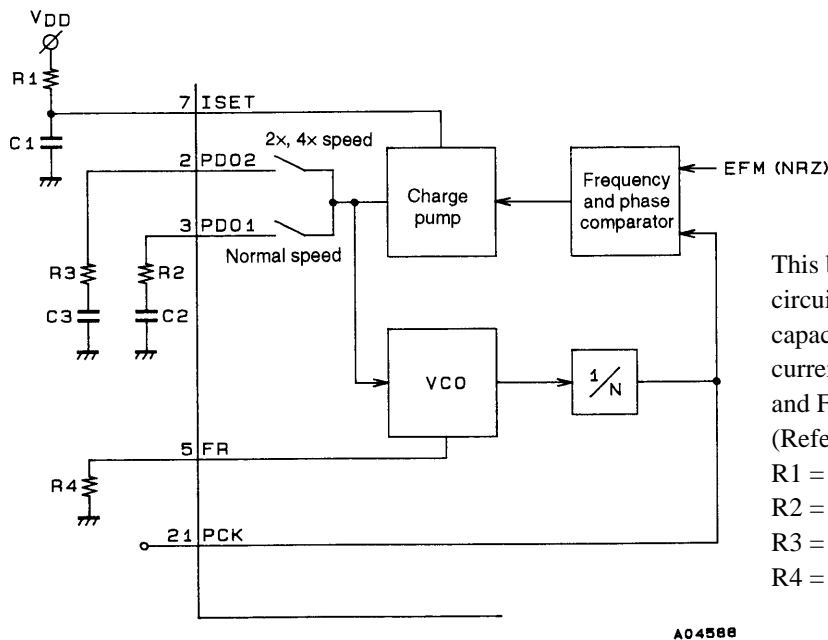 VDD
R1
7 ISET
C1
2x, 4x speed
2 PDO2
3 PDO1
Normal speed
R3
R2
C3
C2
Charge
pump
Frequency
and phase
comparator
EFM (NRZ)
VCO
1/N
5 FR
R4
21 PCK
A04588
This
circui
capac
curre
and F
(Refe
R1 =
R2 =
R3 =
R4 =